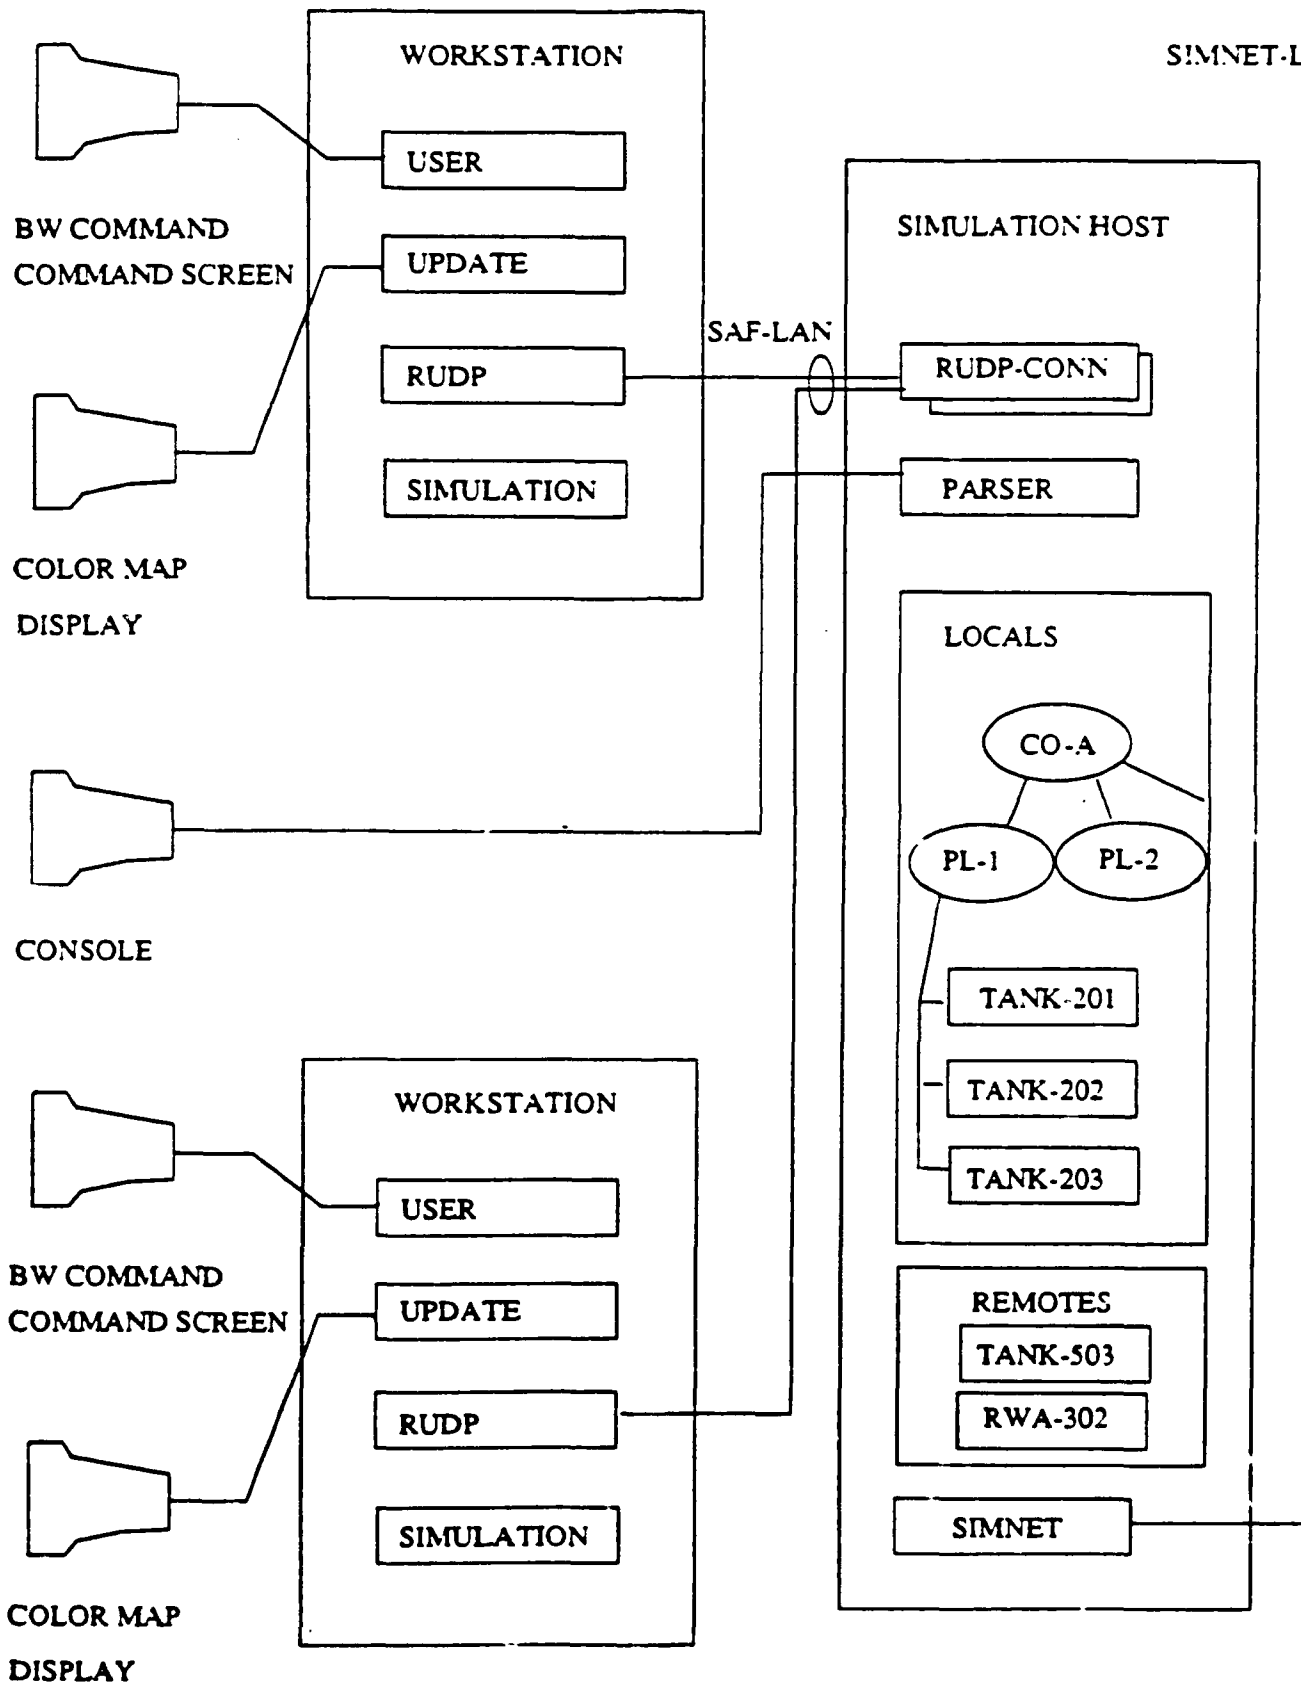 WORKSTATION
SIMNET-L
USER
BW COMMAND
COMMAND SCREEN
UPDATE
SIMULATION HOST
SAF-LAN
RUDP
RUDP-CONN
SIMULATION
PARSER
COLOR MAP
DISPLAY
LOCALS
CO-A
PL-1
PL-2
CONSOLE
TANK-201
TANK-202
TANK-203
WORKSTATION
USER
BW COMMAND
COMMAND SCREEN
UPDATE
REMOTES
TANK-503
RWA-302
RUDP
SIMULATION
SIMNET
COLOR MAP
DISPLAY